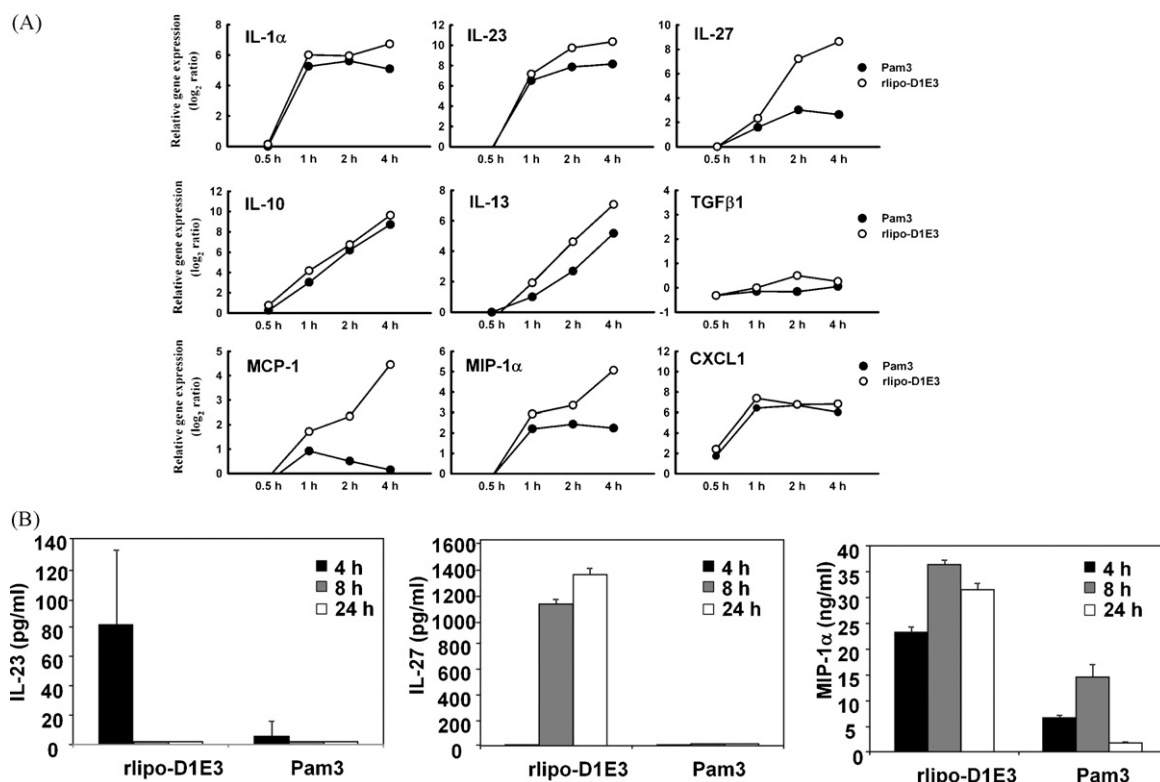 (A)
IL-1α
IL-23
IL-27
Relative gene expression
(log₂ ratio)
8
6
4
2
0
12
10
8
6
4
2
0
10
8
6
4
2
0
Pam3
rlipo-D1E3
0.5 h 1 h 2 h 4 h
0.5 h 1 h 2 h 4 h
0.5 h 1 h 2 h 4 h
IL-10
IL-13
TGFβ1
Relative gene expression
(log₂ ratio)
12
10
8
6
4
2
0
8
6
4
2
0
4
3
2
1
0
-1
Pam3
rlipo-D1E3
0.5 h 1 h 2 h 4 h
0.5 h 1 h 2 h 4 h
0.5 h 1 h 2 h 4 h
MCP-1
MIP-1α
CXCL1
Relative gene expression
(log₂ ratio)
5
4
3
2
1
0
6
5
4
3
2
1
0
12
10
8
6
4
2
0
Pam3
rlipo-D1E3
0.5 h 1 h 2 h 4 h
0.5 h 1 h 2 h 4 h
0.5 h 1 h 2 h 4 h
(B)
IL-23 (pg/ml)
140
120
100
80
60
40
20
0
4 h
8 h
24 h
rlipo-D1E3 Pam3
IL-27 (pg/ml)
1600
1400
1200
1000
800
600
400
200
0
4 h
8 h
24 h
rlipo-D1E3 Pam3
MIP-1α (ng/ml)
40
35
30
25
20
15
10
5
0
4 h
8 h
24 h
rlipo-D1E3 Pam3